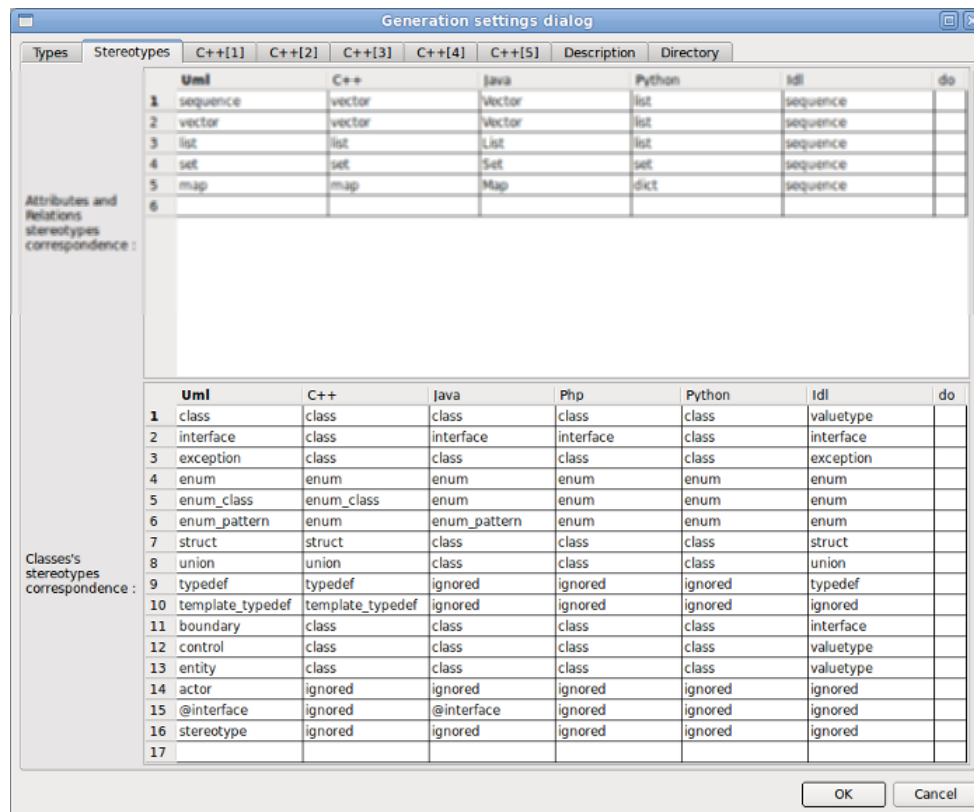 Generation settings dialog
Types Stereotypes C++[1] C++[2] C++[3] C++[4] C++[5] Description Directory
Uml C++ Java Python Idl do
1 sequence vector Vector list sequence
2 vector vector Vector list sequence
3 list list List list sequence
4 set set Set set sequence
5 map map Map dict sequence
6
Attributes and
Relations
stereotypes
correspondence :
Uml C++ Java Php Python Idl do
1 class class class class class valuetype
2 interface class interface interface class interface
3 exception class class class class exception
4 enum enum enum enum enum enum
5 enum_class enum_class enum enum enum enum
6 enum_pattern enum enum_pattern enum enum enum
7 struct struct class class class struct
8 union union class class class union
9 typedef typedef ignored ignored ignored typedef
10 template_typedef template_typedef ignored ignored ignored ignored
11 boundary class class class class interface
12 control class class class class valuetype
13 entity class class class class valuetype
14 actor ignored ignored ignored ignored ignored
15 @interface ignored @interface ignored ignored ignored
16 stereotype ignored ignored ignored ignored ignored
17
Classes's
stereotypes
correspondence :
OK Cancel